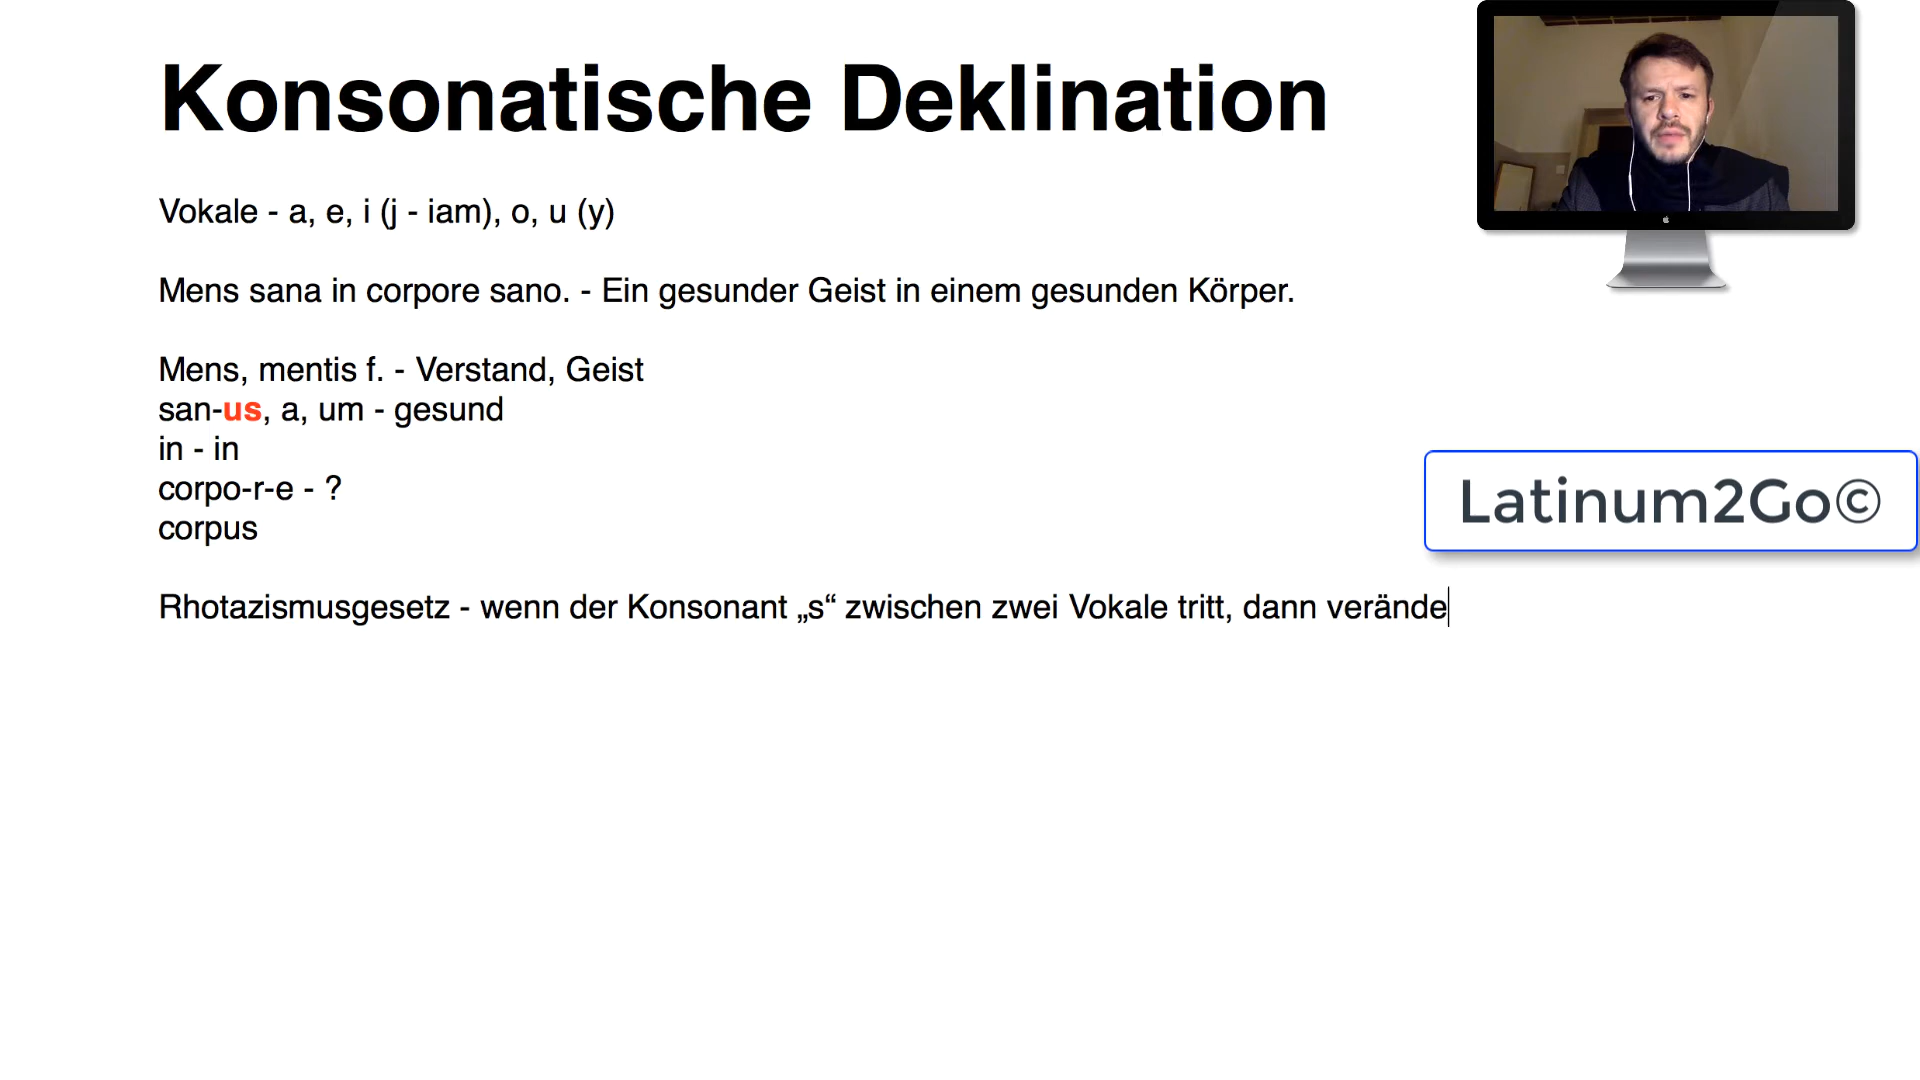 Konsonatische Deklination
Vokale - a, e, i (j - iam), o, u (y)
Mens sana in corpore sano. - Ein gesunder Geist in einem gesunden Körper.
Mens, mentis f. - Verstand, Geist
san-us, a, um - gesund
in - in
corpo-r-e - ?
corpus
Latinum2Go©
Rhotazismusgesetz - wenn der Konsonant „s“ zwischen zwei Vokale tritt, dann verände